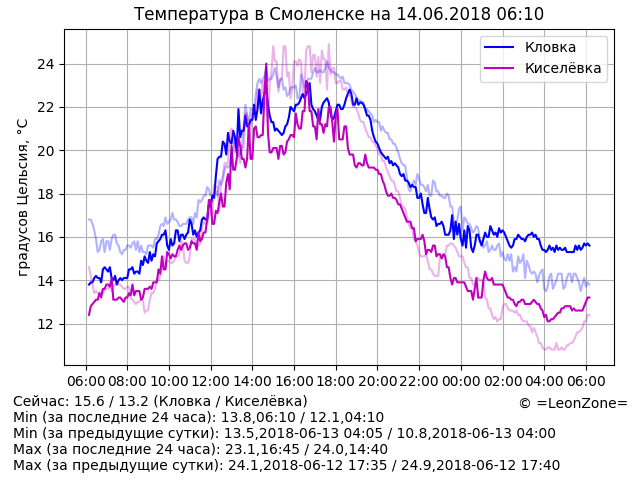 Температура в Смоленске на 14.06.2018 06:10
Кловка
Киселёвка
градусов Цельсия, °C
24
22
20
18
16
14
12
06:00 08:00 10:00 12:00 14:00 16:00 18:00 20:00 22:00 00:00 02:00 04:00 06:00
Сейчас: 15.6 / 13.2 (Кловка / Киселёвка)
© =LeonZone=
Min (за последние 24 часа): 13.8,06:10 / 12.1,04:10
Min (за предыдущие сутки): 13.5,2018-06-13 04:05 / 10.8,2018-06-13 04:00
Max (за последние 24 часа): 23.1,16:45 / 24.0,14:40
Max (за предыдущие сутки): 24.1,2018-06-12 17:35 / 24.9,2018-06-12 17:40